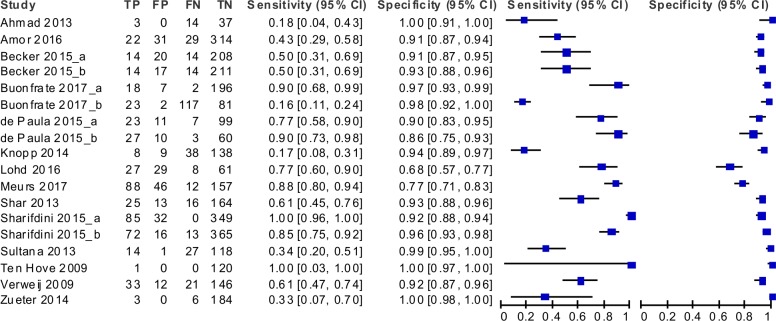 Study TP FP FN TN Sensitivity (95% CI) Specificity (95% CI) Sensitivity (95% CI) Specificity (95% CI)
Ahmad 2013 3 0 14 37 0.18 [0.04, 0.43] 1.00 [0.91, 1.00]
Amor 2016 22 31 29 314 0.43 [0.29, 0.58] 0.91 [0.87, 0.94]
Becker 2015_a 14 20 14 208 0.50 [0.31, 0.69] 0.91 [0.87, 0.95]
Becker 2015_b 14 17 14 211 0.50 [0.31, 0.69] 0.93 [0.88, 0.96]
Buonfrate 2017_a 18 7 2 196 0.90 [0.68, 0.99] 0.97 [0.93, 0.99]
Buonfrate 2017_b 23 2 117 81 0.16 [0.11, 0.24] 0.98 [0.92, 1.00]
de Paula 2015_a 23 11 7 99 0.77 [0.58, 0.90] 0.90 [0.83, 0.95]
de Paula 2015_b 27 10 3 60 0.90 [0.73, 0.98] 0.86 [0.75, 0.93]
Knopp 2014 8 9 38 138 0.17 [0.08, 0.31] 0.94 [0.89, 0.97]
Lohd 2016 27 29 8 61 0.77 [0.60, 0.90] 0.68 [0.57, 0.77]
Meurs 2017 88 46 12 157 0.88 [0.80, 0.94] 0.77 [0.71, 0.83]
Shar 2013 25 13 16 164 0.61 [0.45, 0.76] 0.93 [0.88, 0.96]
Sharifdini 2015_a 85 32 0 349 1.00 [0.96, 1.00] 0.92 [0.88, 0.94]
Sharifdini 2015_b 72 16 13 365 0.85 [0.75, 0.92] 0.96 [0.93, 0.98]
Sultana 2013 14 1 27 118 0.34 [0.20, 0.51] 0.99 [0.95, 1.00]
Ten Hove 2009 1 0 0 120 1.00 [0.03, 1.00] 1.00 [0.97, 1.00]
Verweij 2009 33 12 21 146 0.61 [0.47, 0.74] 0.92 [0.87, 0.96]
Zueter 2014 3 0 6 184 0.33 [0.07, 0.70] 1.00 [0.98, 1.00]
0 0.2 0.4 0.6 0.8 1 0 0.2 0.4 0.6 0.8 1